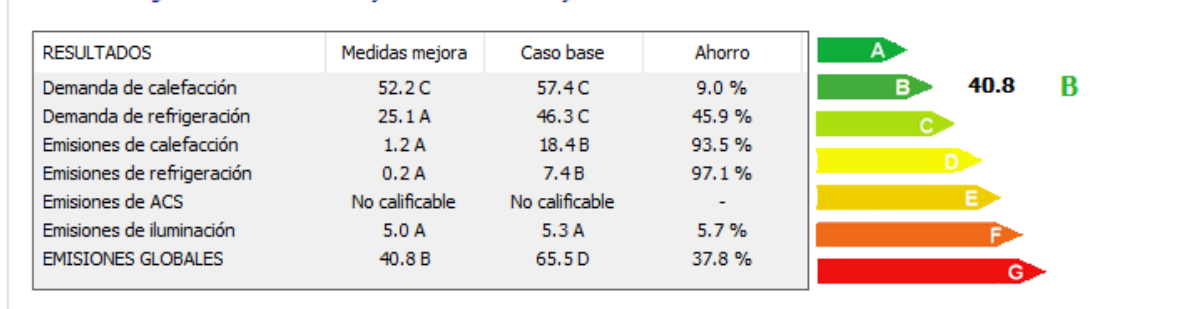 RESULTADOS Medidas mejora Caso base Ahorro
Demanda de calefacción 52.2 C 57.4 C 9.0 %
Demanda de refrigeración 25.1 A 46.3 C 45.9 %
Emisiones de calefacción 1.2 A 18.4 B 93.5 %
Emisiones de refrigeración 0.2 A 7.4 B 97.1 %
Emisiones de ACS No calificable No calificable -
Emisiones de iluminación 5.0 A 5.3 A 5.7 %
EMISIONES GLOBALES 40.8 B 65.5 D 37.8 %
A
B 40.8 B
C
D
E
F
G